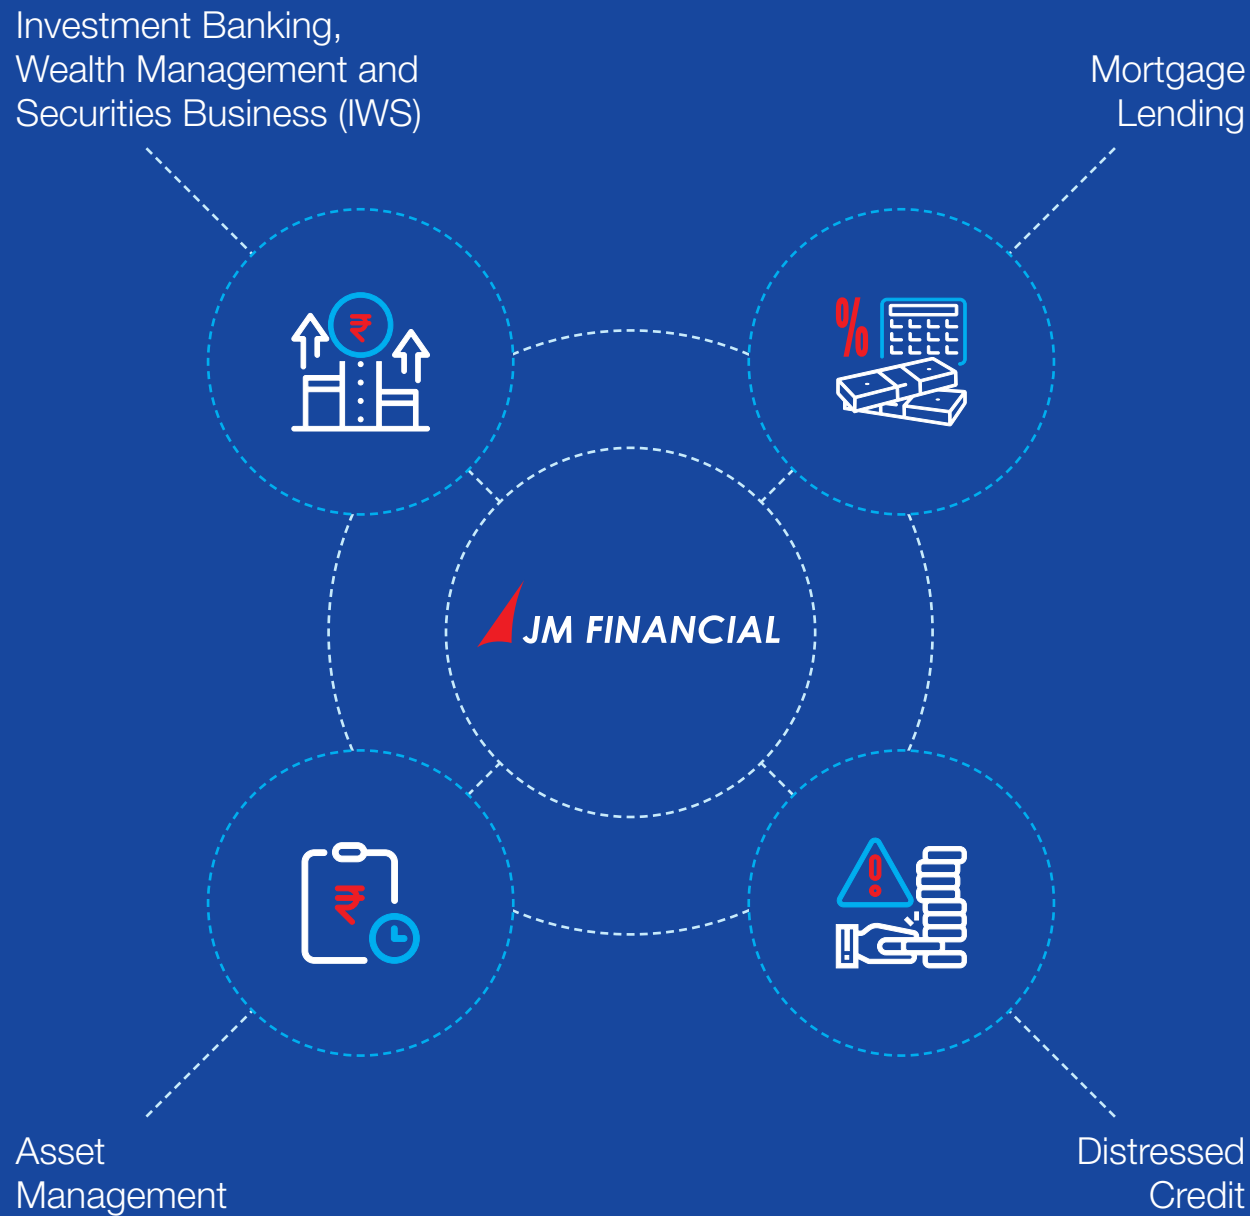 Investment Banking,
Wealth Management and
Securities Business (IWS)
Mortgage
Lending
₹
%
JM FINANCIAL
₹
Asset
Management
Distressed
Credit